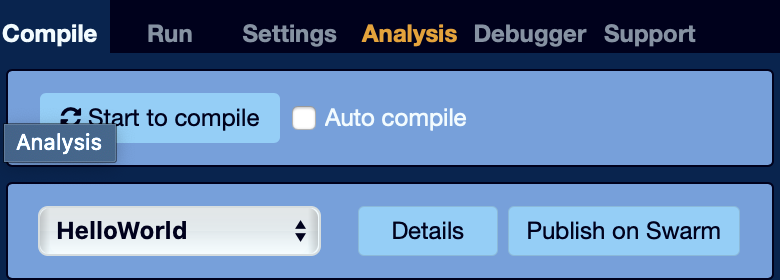 Compile Run Settings Analysis Debugger Support
Start to compile Auto compile
Analysis
HelloWorld Details Publish on Swarm